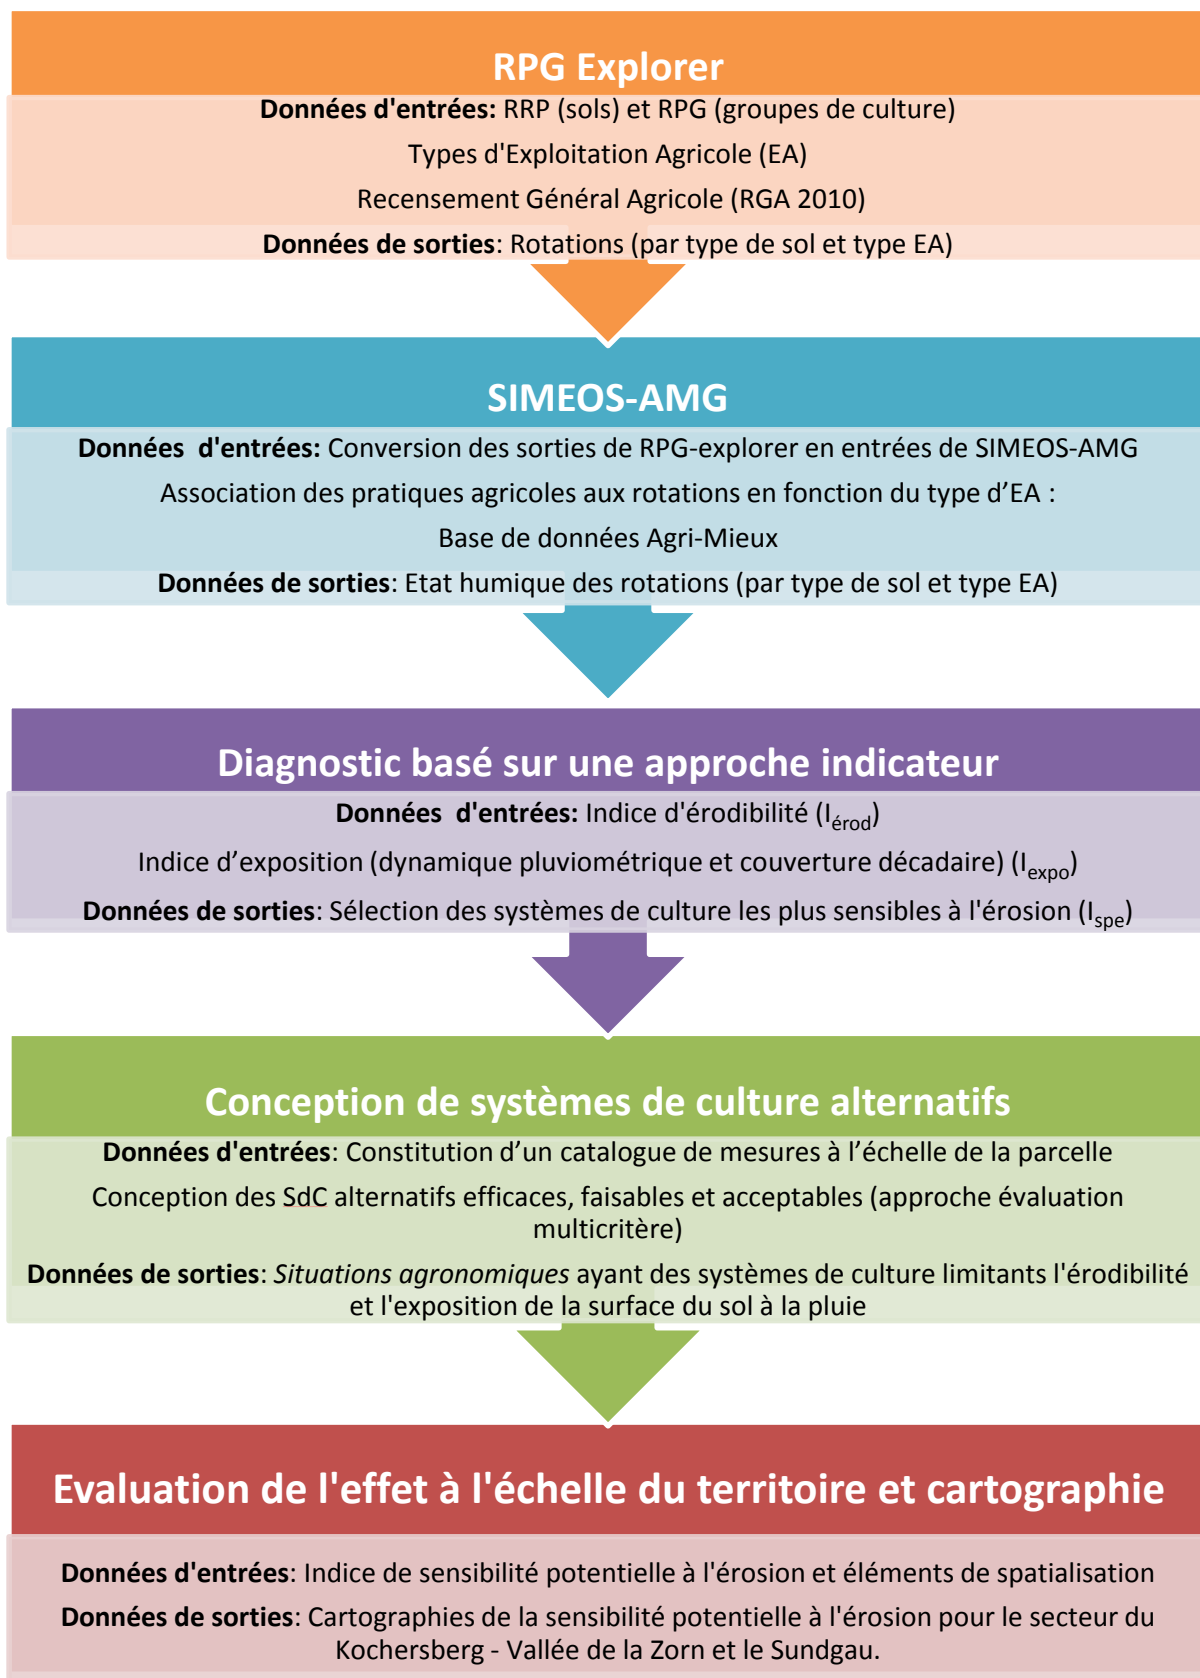 RPG Explorer
Données d'entrées: RRP (sols) et RPG (groupes de culture)
Types d'Exploitation Agricole (EA)
Recensement Général Agricole (RGA 2010)
Données de sorties: Rotations (par type de sol et type EA)
SIMEOS-AMG
Données d'entrées: Conversion des sorties de RPG-explorer en entrées de SIMEOS-AMG
Association des pratiques agricoles aux rotations en fonction du type d’EA :
Base de données Agri-Mieux
Données de sorties: Etat humique des rotations (par type de sol et type EA)
Diagnostic basé sur une approche indicateur
Données d'entrées: Indice d'érodibilité (Iérod)
Indice d’exposition (dynamique pluviométrique et couverture décadaire) (Iexpo)
Données de sorties: Sélection des systèmes de culture les plus sensibles à l'érosion (Ispe)
Conception de systèmes de culture alternatifs
Données d'entrées: Constitution d’un catalogue de mesures à l’échelle de la parcelle
Conception des SdC alternatifs efficaces, faisables et acceptables (approche évaluation
multicritère)
Données de sorties: Situations agronomiques ayant des systèmes de culture limitants l'érodibilité
et l'exposition de la surface du sol à la pluie
Evaluation de l'effet à l'échelle du territoire et cartographie
Données d'entrées: Indice de sensibilité potentielle à l'érosion et éléments de spatialisation
Données de sorties: Cartographies de la sensibilité potentielle à l'érosion pour le secteur du
Kochersberg - Vallée de la Zorn et le Sundgau.